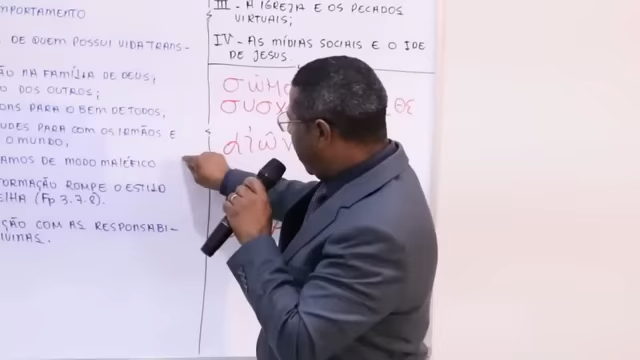 MPORTAMENTO
DE QUEM POSSUI VIDA TRANS-
ÃO NA FAMÍLIA DE DEUS;
O DOS OUTROS;
ONS PARA O BEM DE TODOS;
UDES PARA COM OS IRMÃOS E
O MUNDO;
AMOS DE MODO MALÉFICO
FORMAÇÃO ROMPE O ESTILO
ELHA (Fp 3.7,8).
ÇÃO COM AS RESPONSABI-
IVINAS.
III - A IGREJA E OS PECADOS
VIRTUAIS;
IV - AS MÍDIAS SOCIAIS E O IDE
DE JESUS.
σῶμα
συσχ
αἰῶν